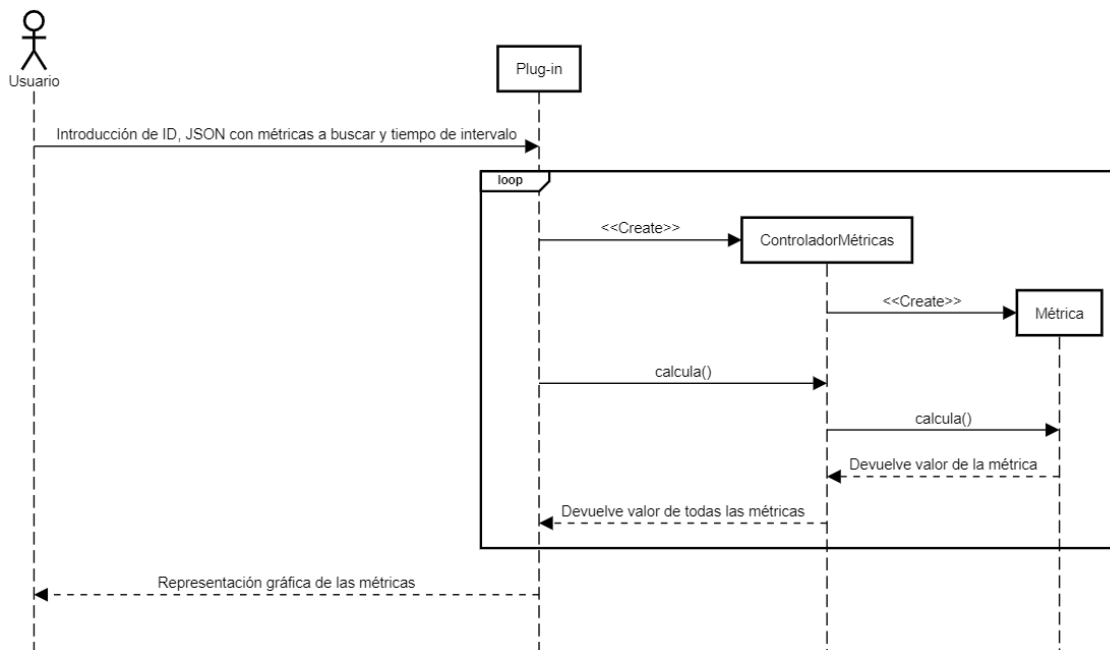 Usuario
Plug-in
Introducción de ID, JSON con métricas a buscar y tiempo de intervalo
loop
<<Create>>
ControladorMétricas
<<Create>>
Métrica
calcula()
calcula()
Devuelve valor de la métrica
Devuelve valor de todas las métricas
Representación gráfica de las métricas